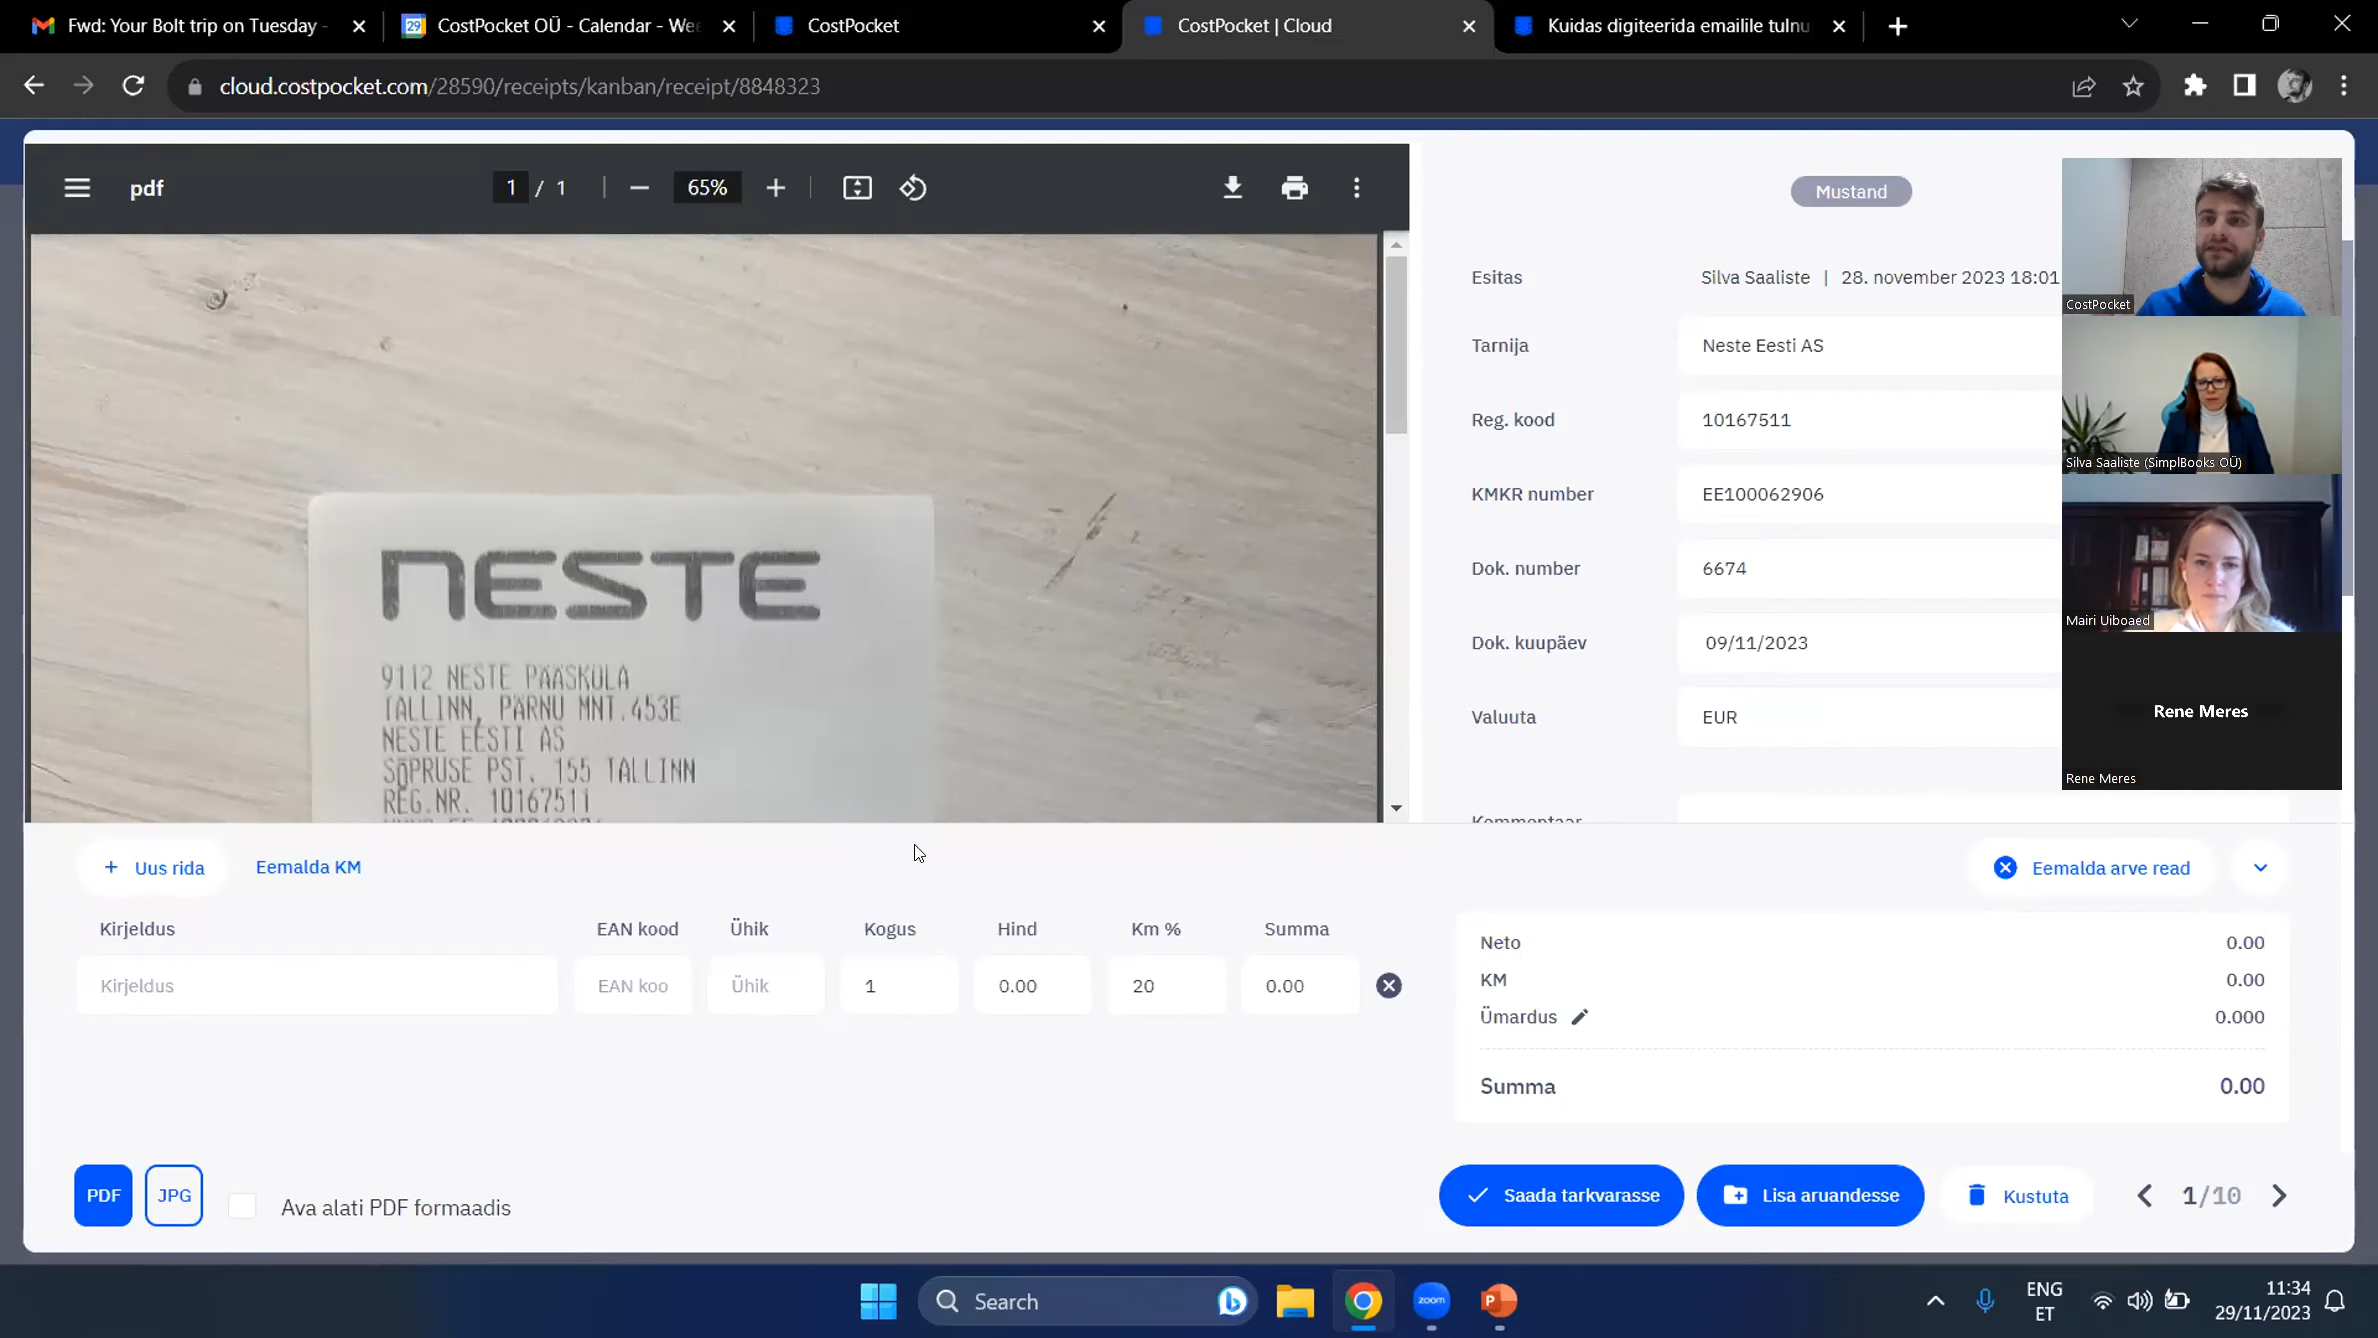 Fwd: Your Bolt trip on Tuesday -
CostPocket OÜ - Calendar - We
CostPocket
CostPocket | Cloud
Kuidas digiteerida emailile tulnu
cloud.costpocket.com/28590/receipts/kanban/receipt/8848323
pdf
1 / 1
65%
NESTE
9112 NESTE PÄÄSKÜLA
TALLINN, PÄRNU MNT.453E
NESTE EESTI AS
SÕPRUSE PST. 155 TALLINN
REG.NR. 10167511
Mustand
Esitas Silva Saaliste | 28. november 2023 18:01
Tarnija Neste Eesti AS
Reg. kood 10167511
KMKR number EE100062906
Dok. number 6674
Dok. kuupäev 09/11/2023
Valuuta EUR
Kommentaar
CostPocket
Silva Saaliste (SimplBooks OÜ)
Mairi Uiboaed
Rene Meres
Rene Meres
+ Uus rida
Eemalda KM
Eemalda arve read
Kirjeldus EAN kood Ühik Kogus Hind Km % Summa
Kirjeldus EAN koo Ühik 1 0.00 20 0.00
Neto 0.00
KM 0.00
Ümardus 0.000
Summa 0.00
PDF
JPG
Ava alati PDF formaadis
Saada tarkvarasse
Lisa aruandesse
Kustuta
1/10
Search
zoom
ENG
ET
11:34
29/11/2023